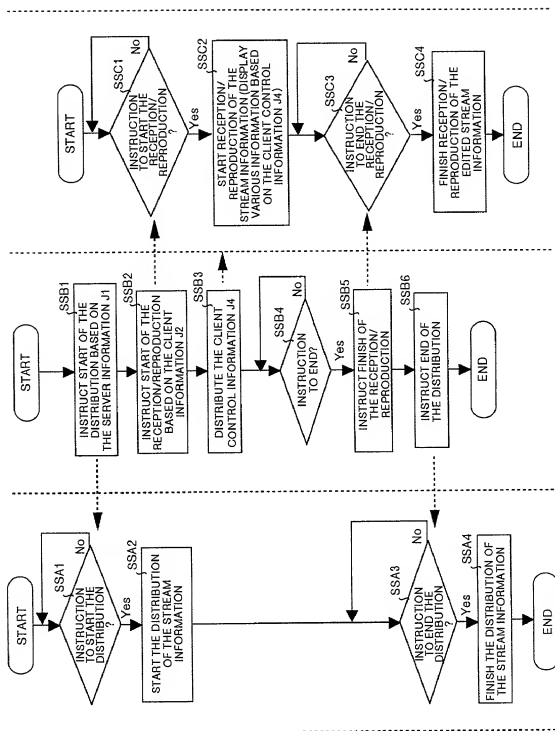 START
SSA1
INSTRUCTION
TO START THE
DISTRIBUTION
?
No
Yes
SSA2
START THE DISTRIBUTION
OF THE STREAM
INFORMATION
SSA3
INSTRUCTION
TO END THE
DISTRIBUTION
?
No
Yes
SSA4
FINISH THE DISTRIBUTION OF
THE STREAM INFORMATION
END
START
SSB1
INSTRUCT START OF THE
DISTRIBUTION BASED ON
THE SERVER INFORMATION J1
SSB2
INSTRUCT START OF THE
RECEPTION/REPRODUCTION
BASED ON THE CLIENT
INFORMATION J2
SSB3
DISTRIBUTE THE CLIENT
CONTROL INFORMATION J4
SSB4
INSTRUCTION
TO END?
No
Yes
SSB5
INSTRUCT FINISH OF
THE RECEPTION/
REPRODUCTION
SSB6
INSTRUCT END OF
THE DISTRIBUTION
END
START
SSC1
INSTRUCTION
TO START THE
RECEPTION/
REPRODUCTION
?
No
Yes
SSC2
START RECEPTION/
REPRODUCTION OF THE
STREAM INFORMATION (DISPLAY
VARIOUS INFORMATION BASED
ON THE CLIENT CONTROL
INFORMATION J4)
SSC3
INSTRUCTION
TO END THE
RECEPTION/
REPRODUCTION
?
No
Yes
SSC4
FINISH RECEPTION/
REPRODUCTION OF THE
EDITED STREAM
INFORMATION
END